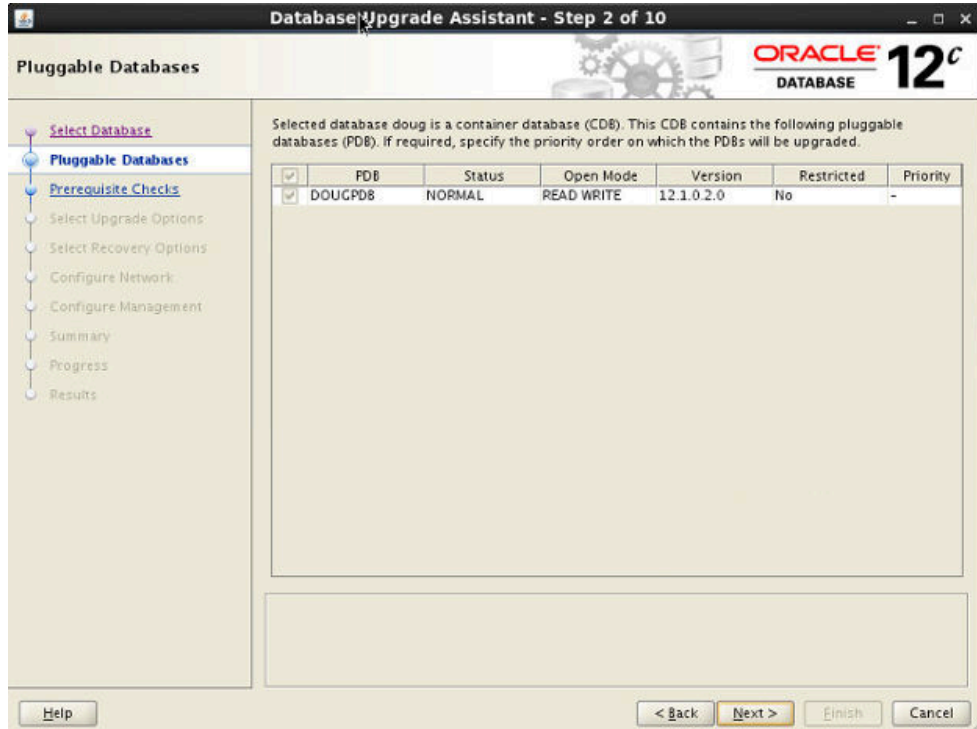 Database Upgrade Assistant - Step 2 of 10
Pluggable Databases
ORACLE
DATABASE
12c
Select Database
Pluggable Databases
Prerequisite Checks
Select Upgrade Options
Select Recovery Options
Configure Network
Configure Management
Summary
Progress
Results
Selected database doug is a container database (CDB). This CDB contains the following pluggable
databases (PDB). If required, specify the priority order on which the PDBs will be upgraded.
PDB Status Open Mode Version Restricted Priority
DOUGPDB NORMAL READ WRITE 12.1.0.2.0 No -
Help < Back Next > Finish Cancel